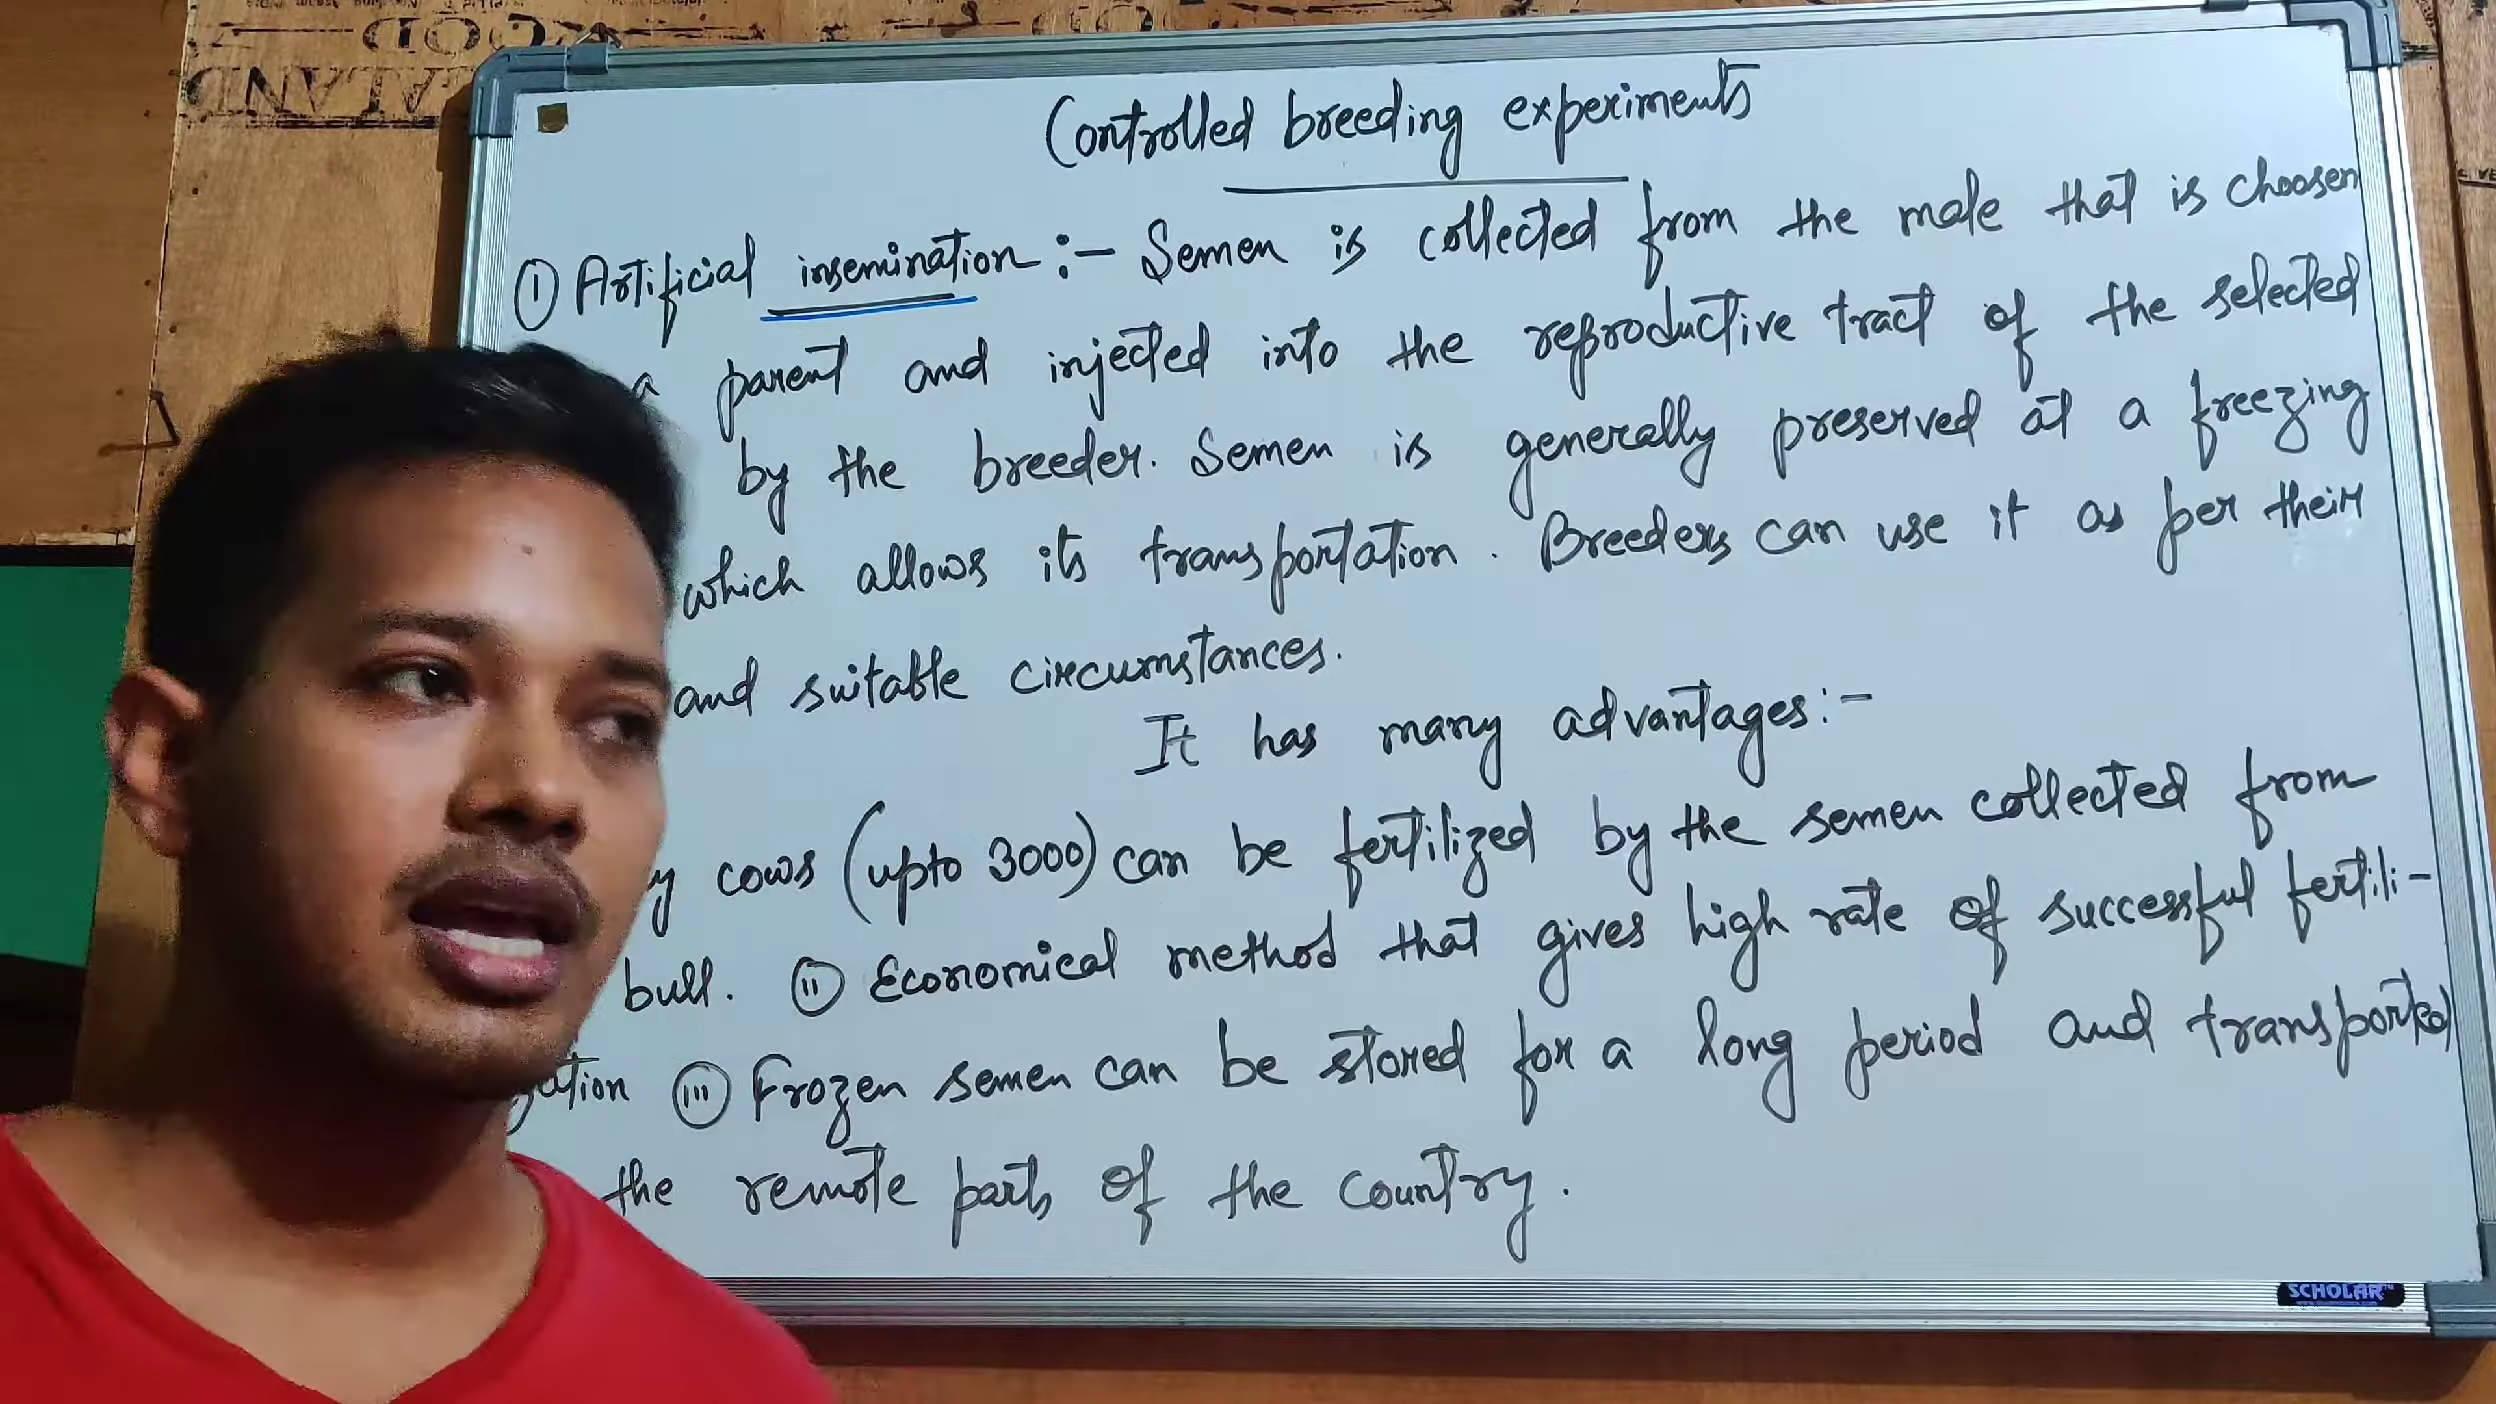 GOOD
Controlled breeding experiments
① Artificial insemination :- Semen is collected from the male that is choosen
a parent and injected into the reproductive tract of the selected
by the breeder. Semen is generally preserved at a freezing
which allows its transportation. Breeders can use it as per their
and suitable circumstances.
It has many advantages:-
y cows (upto 3000) can be fertilized by the semen collected from
bull. ⓘⓘ Economical method that gives high rate of successful fertili-
zation ⓘⓘⓘ Frozen semen can be stored for a long period and transported
the remote parts of the country.
SCHOLAR